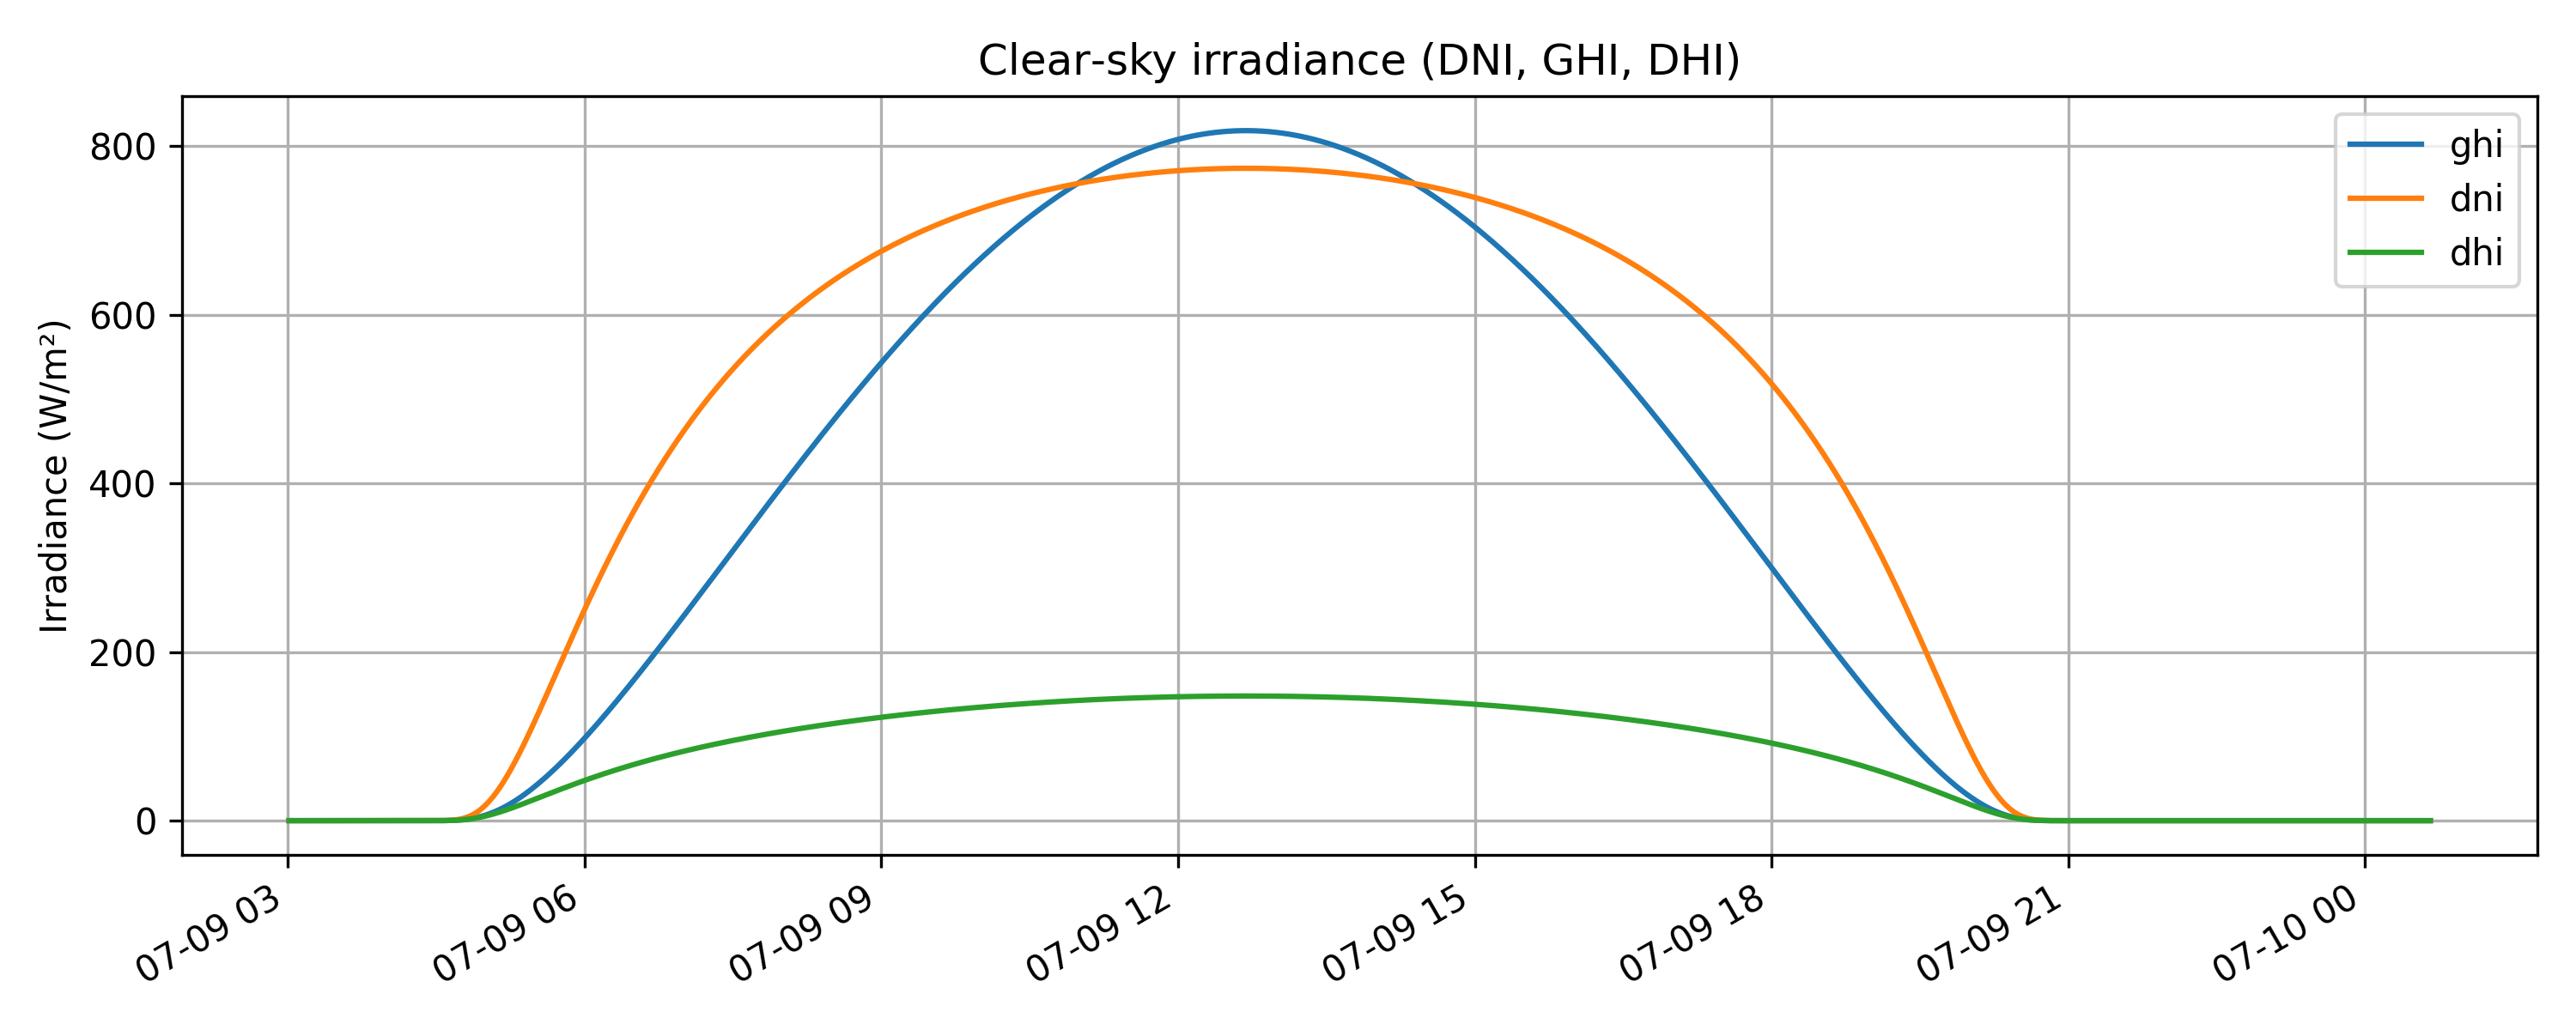 Clear-sky irradiance (DNI, GHI, DHI)
Irradiance (W/m²)
800
600
400
200
0
ghi
dni
dhi
07-09 03
07-09 06
07-09 09
07-09 12
07-09 15
07-09 18
07-09 21
07-10 00